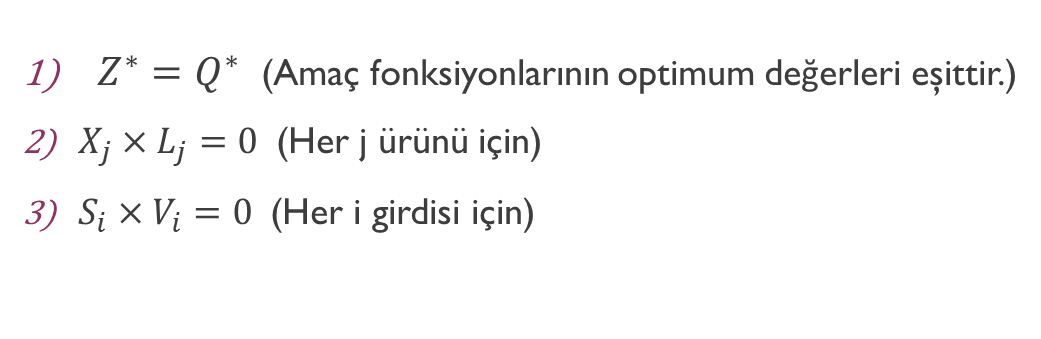 1) Z* = Q* (Amaç fonksiyonlarının optimum değerleri eşittir.)
2) Xⱼ × Lⱼ = 0 (Her j ürünü için)
3) Sᵢ × Vᵢ = 0 (Her i girdisi için)